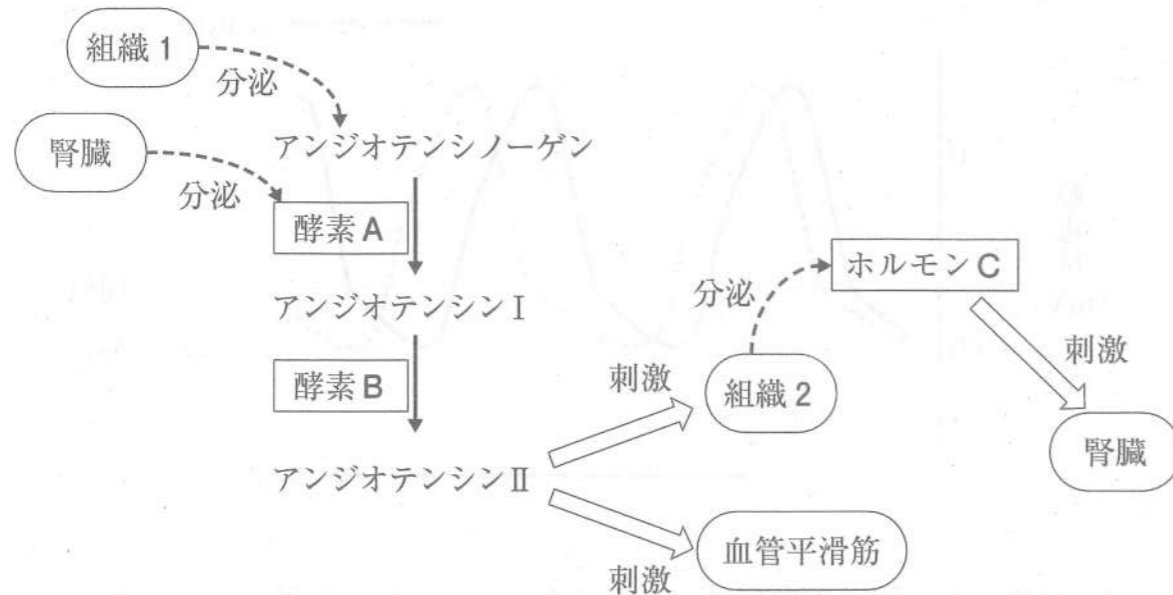 組織1
分泌
腎臓
分泌
アンジオテンシノーゲン
酵素A
アンジオテンシンⅠ
酵素B
アンジオテンシンⅡ
刺激
組織2
分泌
ホルモンC
刺激
腎臓
刺激
血管平滑筋